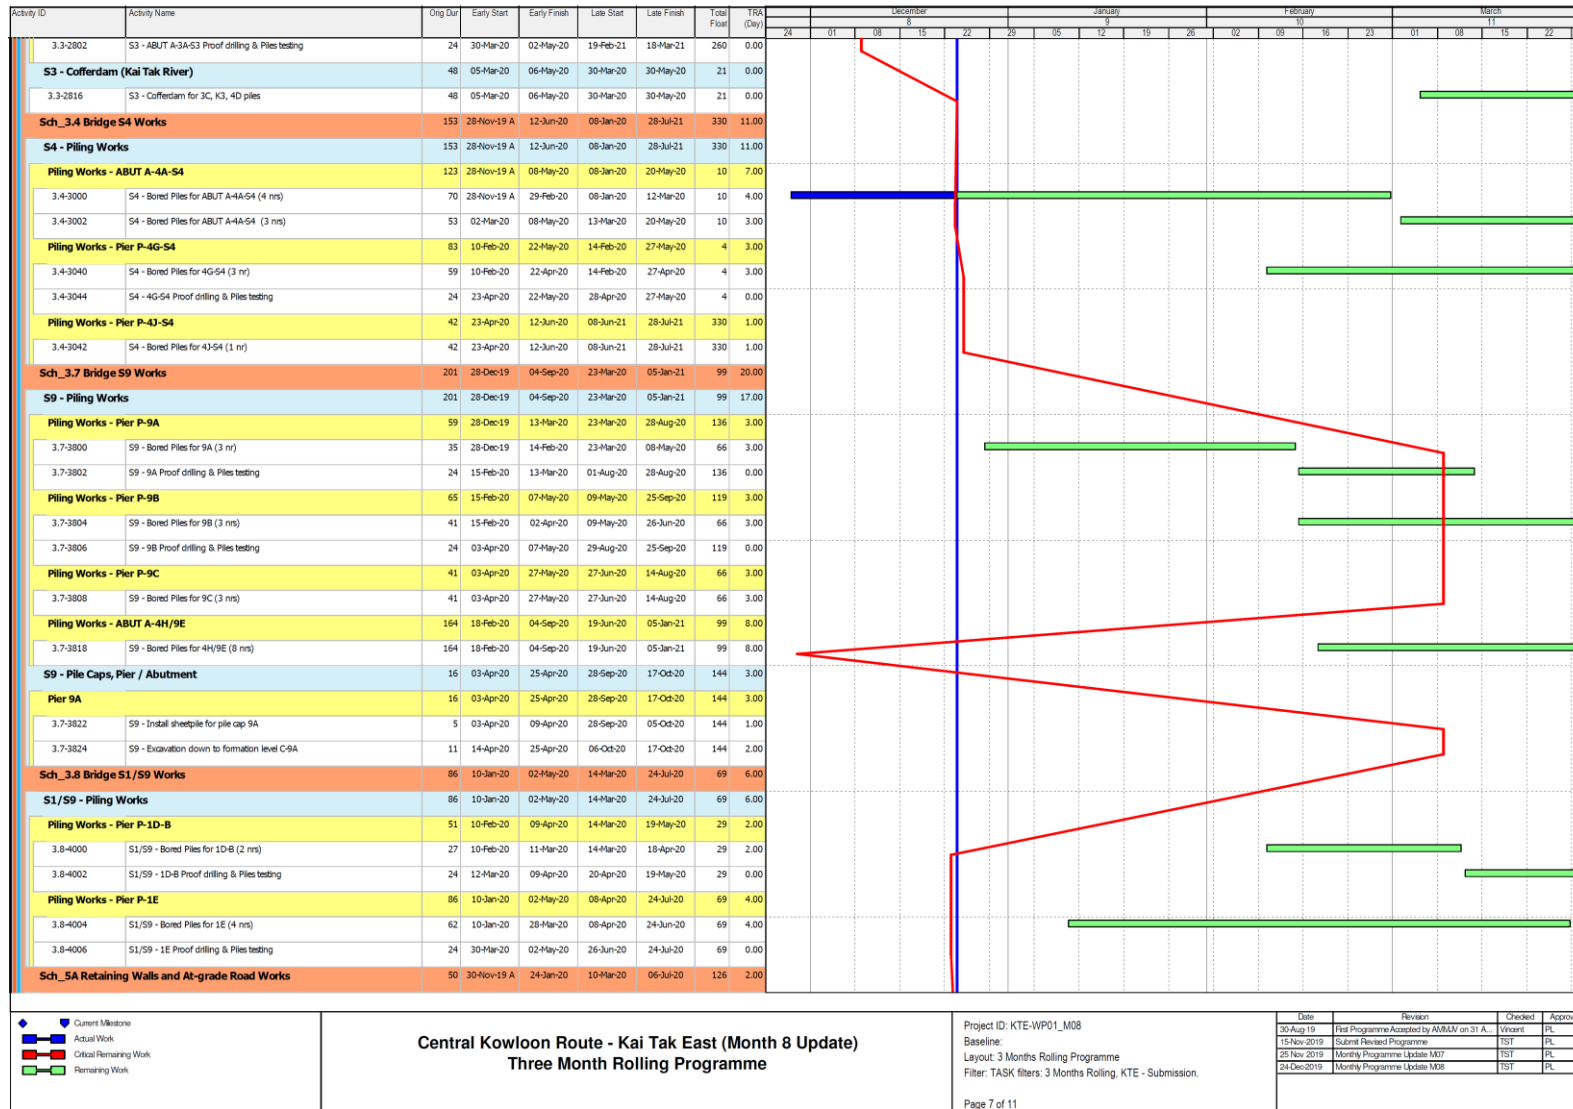 Activity ID Activity Name Orig Dur Early Start Early Finish Late Start Late Finish Total Float TRA (Day)
December January February March
8 9 10 11
24 01 08 15 22 29 05 12 19 26 02 09 16 23 01 08 15 22
3.3-2802 S3 - ABUT A-3A-S3 Proof drilling & Piles testing 24 30-Mar-20 02-May-20 19-Feb-21 18-Mar-21 260 0.00
S3 - Cofferdam (Kai Tak River) 48 05-Mar-20 06-May-20 30-Mar-20 30-May-20 21 0.00
3.3-2816 S3 - Cofferdam for 3C, K3, 4D piles 48 05-Mar-20 06-May-20 30-Mar-20 30-May-20 21 0.00
Sch_3.4 Bridge S4 Works 153 28-Nov-19 A 12-Jun-20 08-Jan-20 28-Jul-21 330 11.00
S4 - Piling Works 153 28-Nov-19 A 12-Jun-20 08-Jan-20 28-Jul-21 330 11.00
Piling Works - ABUT A-4A-S4 123 28-Nov-19 A 08-May-20 08-Jan-20 20-May-20 10 7.00
3.4-3000 S4 - Bored Piles for ABUT A-4A-S4 (4 nrs) 70 28-Nov-19 A 29-Feb-20 08-Jan-20 12-Mar-20 10 4.00
3.4-3002 S4 - Bored Piles for ABUT A-4A-S4 (3 nrs) 53 02-Mar-20 08-May-20 13-Mar-20 20-May-20 10 3.00
Piling Works - Pier P-4G-S4 83 10-Feb-20 22-May-20 14-Feb-20 27-May-20 4 3.00
3.4-3040 S4 - Bored Piles for 4G-S4 (3 nr) 59 10-Feb-20 22-Apr-20 14-Feb-20 27-Apr-20 4 3.00
3.4-3044 S4 - 4G-S4 Proof drilling & Piles testing 24 23-Apr-20 22-May-20 28-Apr-20 27-May-20 4 0.00
Piling Works - Pier P-4J-S4 42 23-Apr-20 12-Jun-20 08-Jun-21 28-Jul-21 330 1.00
3.4-3042 S4 - Bored Piles for 4J-S4 (1 nr) 42 23-Apr-20 12-Jun-20 08-Jun-21 28-Jul-21 330 1.00
Sch_3.7 Bridge S9 Works 201 28-Dec-19 04-Sep-20 23-Mar-20 05-Jan-21 99 20.00
S9 - Piling Works 201 28-Dec-19 04-Sep-20 23-Mar-20 05-Jan-21 99 17.00
Piling Works - Pier P-9A 59 28-Dec-19 13-Mar-20 23-Mar-20 28-Aug-20 136 3.00
3.7-3800 S9 - Bored Piles for 9A (3 nr) 35 28-Dec-19 14-Feb-20 23-Mar-20 08-May-20 66 3.00
3.7-3802 S9 - 9A Proof drilling & Piles testing 24 15-Feb-20 13-Mar-20 01-Aug-20 28-Aug-20 136 0.00
Piling Works - Pier P-9B 65 15-Feb-20 07-May-20 09-May-20 25-Sep-20 119 3.00
3.7-3804 S9 - Bored Piles for 9B (3 nrs) 41 15-Feb-20 02-Apr-20 09-May-20 26-Jun-20 66 3.00
3.7-3806 S9 - 9B Proof drilling & Piles testing 24 03-Apr-20 07-May-20 29-Aug-20 25-Sep-20 119 0.00
Piling Works - Pier P-9C 41 03-Apr-20 27-May-20 27-Jun-20 14-Aug-20 66 3.00
3.7-3808 S9 - Bored Piles for 9C (3 nrs) 41 03-Apr-20 27-May-20 27-Jun-20 14-Aug-20 66 3.00
Piling Works - ABUT A-4H/9E 164 18-Feb-20 04-Sep-20 19-Jun-20 05-Jan-21 99 8.00
3.7-3818 S9 - Bored Piles for 4H/9E (8 nrs) 164 18-Feb-20 04-Sep-20 19-Jun-20 05-Jan-21 99 8.00
S9 - Pile Caps, Pier / Abutment 16 03-Apr-20 25-Apr-20 28-Sep-20 17-Oct-20 144 3.00
Pier 9A 16 03-Apr-20 25-Apr-20 28-Sep-20 17-Oct-20 144 3.00
3.7-3822 S9 - Install sheetpile for pile cap 9A 5 03-Apr-20 09-Apr-20 28-Sep-20 05-Oct-20 144 1.00
3.7-3824 S9 - Excavation down to formation level C-9A 11 14-Apr-20 25-Apr-20 06-Oct-20 17-Oct-20 144 2.00
Sch_3.8 Bridge S1/S9 Works 86 10-Jan-20 02-May-20 14-Mar-20 24-Jul-20 69 6.00
S1/S9 - Piling Works 86 10-Jan-20 02-May-20 14-Mar-20 24-Jul-20 69 6.00
Piling Works - Pier P-1D-B 51 10-Feb-20 09-Apr-20 14-Mar-20 19-May-20 29 2.00
3.8-4000 S1/S9 - Bored Piles for 1D-B (2 nrs) 27 10-Feb-20 11-Mar-20 14-Mar-20 18-Apr-20 29 2.00
3.8-4002 S1/S9 - 1D-B Proof drilling & Piles testing 24 12-Mar-20 09-Apr-20 20-Apr-20 19-May-20 29 0.00
Piling Works - Pier P-1E 86 10-Jan-20 02-May-20 08-Apr-20 24-Jul-20 69 4.00
3.8-4004 S1/S9 - Bored Piles for 1E (4 nrs) 62 10-Jan-20 28-Mar-20 08-Apr-20 24-Jun-20 69 4.00
3.8-4006 S1/S9 - 1E Proof drilling & Piles testing 24 30-Mar-20 02-May-20 26-Jun-20 24-Jul-20 69 0.00
Sch_5A Retaining Walls and At-grade Road Works 50 30-Nov-19 A 24-Jan-20 10-Mar-20 06-Jul-20 126 2.00
Current Milestone
Actual Work
Critical Remaining Work
Remaining Work
Central Kowloon Route - Kai Tak East (Month 8 Update)
Three Month Rolling Programme
Project ID: KTE-WP01_M08
Baseline:
Layout: 3 Months Rolling Programme
Filter: TASK filters: 3 Months Rolling, KTE - Submission.
Page 7 of 11
Date Revision Checked Approv
30-Aug-19 First Programme Accepted by AMMJV on 31 A... Vincent PL
15-Nov-2019 Submit Revised Programme TST PL
25 Nov 2019 Monthly Programme Update M07 TST PL
24-Dec-2019 Monthly Programme Update M08 TST PL